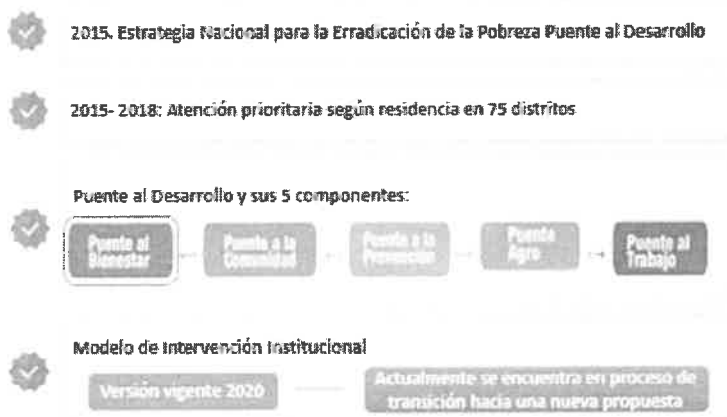 2015. Estrategia Nacional para la Erradicación de la Pobreza Puente al Desarrollo
2015- 2018: Atención prioritaria según residencia en 75 distritos
Puente al Desarrollo y sus 5 componentes:
Puente al
Bienestar
Puente a la
Comunidad
Puente a la
Prevención
Puente
Agro
Puente al
Trabajo
Modelo de Intervención Institucional
Versión vigente 2020
Actualmente se encuentra en proceso de
transición hacia una nueva propuesta